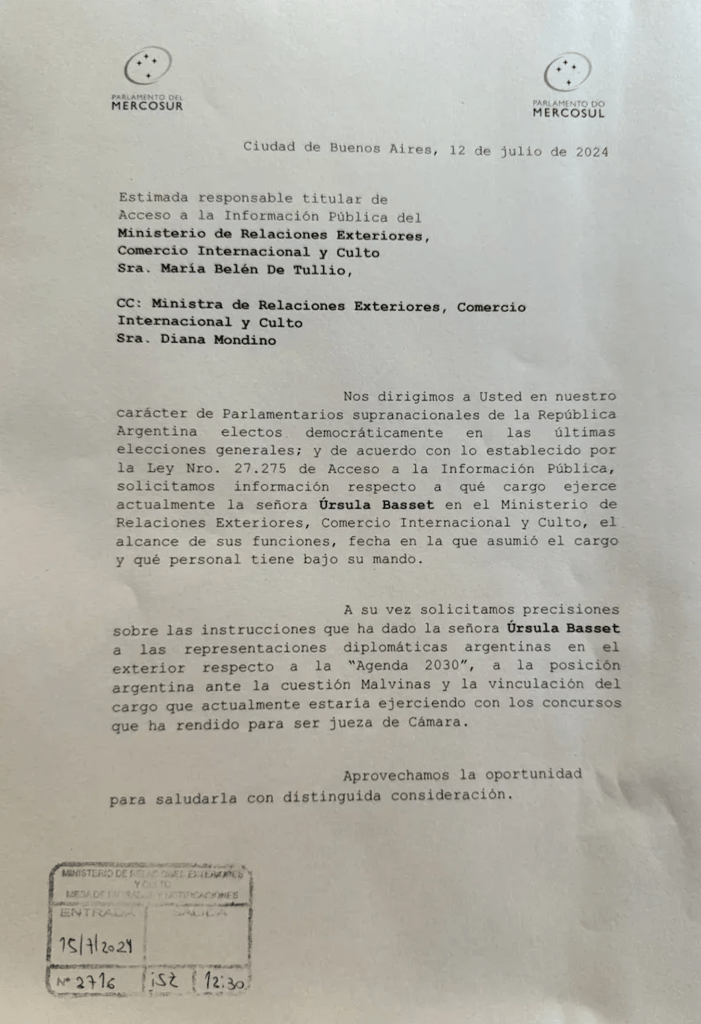 PARLAMENTO DEL
MERCOSUR
PARLAMENTO DO
MERCOSUL
Ciudad de Buenos Aires, 12 de julio de 2024
Estimada responsable titular de
Acceso a la Información Pública del
Ministerio de Relaciones Exteriores,
Comercio Internacional y Culto
Sra. María Belén De Tullio,
CC: Ministra de Relaciones Exteriores, Comercio
Internacional y Culto
Sra. Diana Mondino
Nos dirigimos a Usted en nuestro
carácter de Parlamentarios supranacionales de la República
Argentina electos democráticamente en las últimas
elecciones generales; y de acuerdo con lo establecido por
la Ley Nro. 27.275 de Acceso a la Información Pública,
solicitamos información respecto a qué cargo ejerce
actualmente la señora Úrsula Basset en el Ministerio de
Relaciones Exteriores, Comercio Internacional y Culto, el
alcance de sus funciones, fecha en la que asumió el cargo
y qué personal tiene bajo su mando.
A su vez solicitamos precisiones
sobre las instrucciones que ha dado la señora Úrsula Basset
a las representaciones diplomáticas argentinas en el
exterior respecto a la "Agenda 2030", a la posición
argentina ante la cuestión Malvinas y la vinculación del
cargo que actualmente estaría ejerciendo con los concursos
que ha rendido para ser jueza de Cámara.
Aprovechamos la oportunidad
para saludarla con distinguida consideración.
MINISTERIO DE RELACIONES EXTERIORES
Y CULTO
MESA DE ENTRADAS Y NOTIFICACIONES
ENTRADA SALIDA
15/7/2024
Nº 2716 12:30